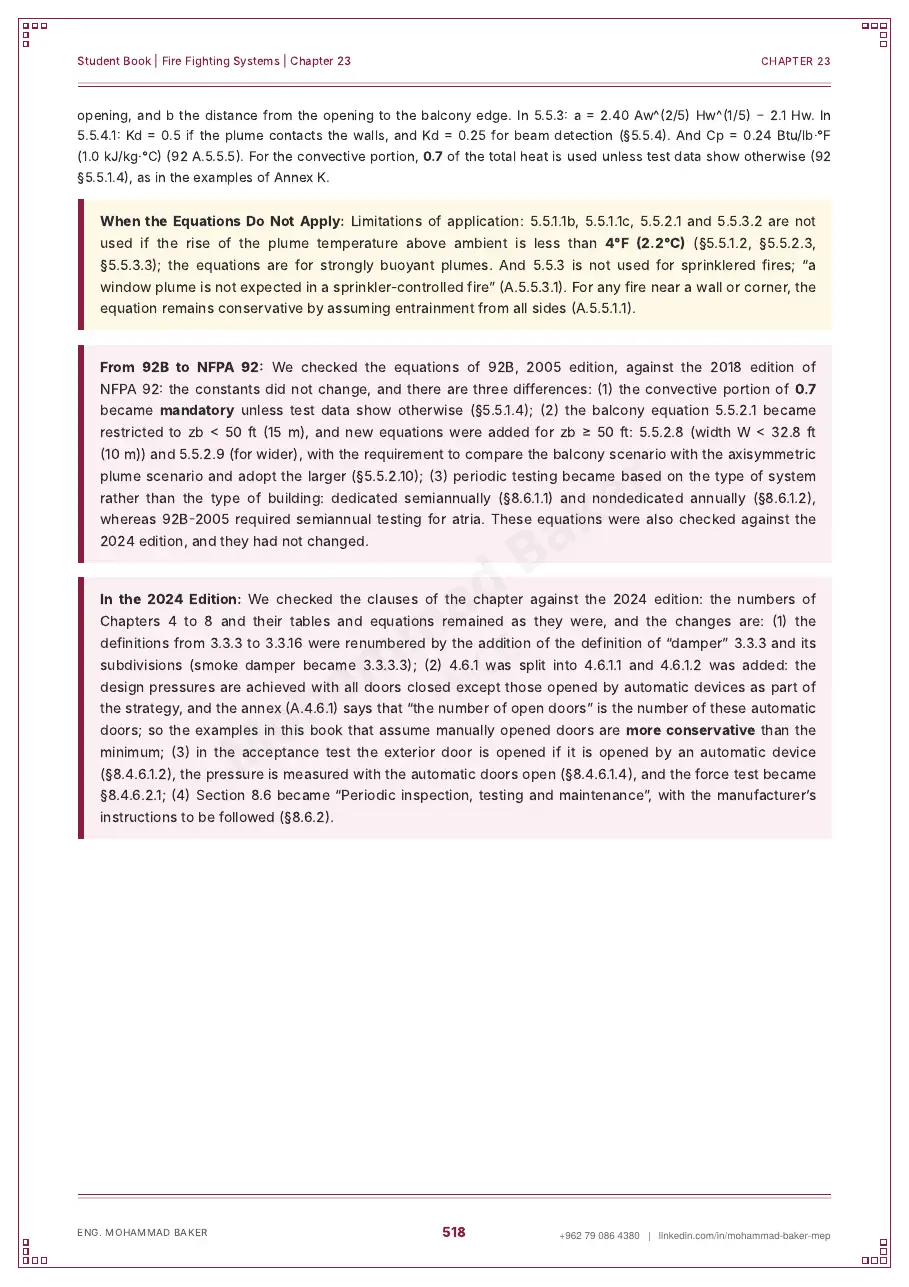 Student Book | Fire Fighting Systems | Chapter 23
CHAPTER 23
opening, and b the distance from the opening to the balcony edge. In 5.5.3: a = 2.40 Aw^(2/5) Hw^(1/5) − 2.1 Hw. In
5.5.4.1: Kd = 0.5 if the plume contacts the walls, and Kd = 0.25 for beam detection (§5.5.4). And Cp = 0.24 Btu/lb·°F
(1.0 kJ/kg·°C) (92 A.5.5.5). For the convective portion, 0.7 of the total heat is used unless test data show otherwise (92
§5.5.1.4), as in the examples of Annex K.
When the Equations Do Not Apply: Limitations of application: 5.5.1.1b, 5.5.1.1c, 5.5.2.1 and 5.5.3.2 are not
used if the rise of the plume temperature above ambient is less than 4°F (2.2°C) (§5.5.1.2, §5.5.2.3,
§5.5.3.3); the equations are for strongly buoyant plumes. And 5.5.3 is not used for sprinklered fires; “a
window plume is not expected in a sprinkler-controlled fire” (A.5.5.3.1). For any fire near a wall or corner, the
equation remains conservative by assuming entrainment from all sides (A.5.5.1.1).
From 92B to NFPA 92: We checked the equations of 92B, 2005 edition, against the 2018 edition of
NFPA 92: the constants did not change, and there are three differences: (1) the convective portion of 0.7
became mandatory unless test data show otherwise (§5.5.1.4); (2) the balcony equation 5.5.2.1 became
restricted to zb < 50 ft (15 m), and new equations were added for zb ≥ 50 ft: 5.5.2.8 (width W < 32.8 ft
(10 m)) and 5.5.2.9 (for wider), with the requirement to compare the balcony scenario with the axisymmetric
plume scenario and adopt the larger (§5.5.2.10); (3) periodic testing became based on the type of system
rather than the type of building: dedicated semiannually (§8.6.1.1) and nondedicated annually (§8.6.1.2),
whereas 92B-2005 required semiannual testing for atria. These equations were also checked against the
2024 edition, and they had not changed.
In the 2024 Edition: We checked the clauses of the chapter against the 2024 edition: the numbers of
Chapters 4 to 8 and their tables and equations remained as they were, and the changes are: (1) the
definitions from 3.3.3 to 3.3.16 were renumbered by the addition of the definition of “damper” 3.3.3 and its
subdivisions (smoke damper became 3.3.3.3); (2) 4.6.1 was split into 4.6.1.1 and 4.6.1.2 was added: the
design pressures are achieved with all doors closed except those opened by automatic devices as part of
the strategy, and the annex (A.4.6.1) says that “the number of open doors” is the number of these automatic
doors; so the examples in this book that assume manually opened doors are more conservative than the
minimum; (3) in the acceptance test the exterior door is opened if it is opened by an automatic device
(§8.4.6.1.2), the pressure is measured with the automatic doors open (§8.4.6.1.4), and the force test became
§8.4.6.2.1; (4) Section 8.6 became “Periodic inspection, testing and maintenance”, with the manufacturer’s
instructions to be followed (§8.6.2).
ENG. MOHAMMAD BAKER
518
+962 79 086 4380 | linkedin.com/in/mohammad-baker-mep